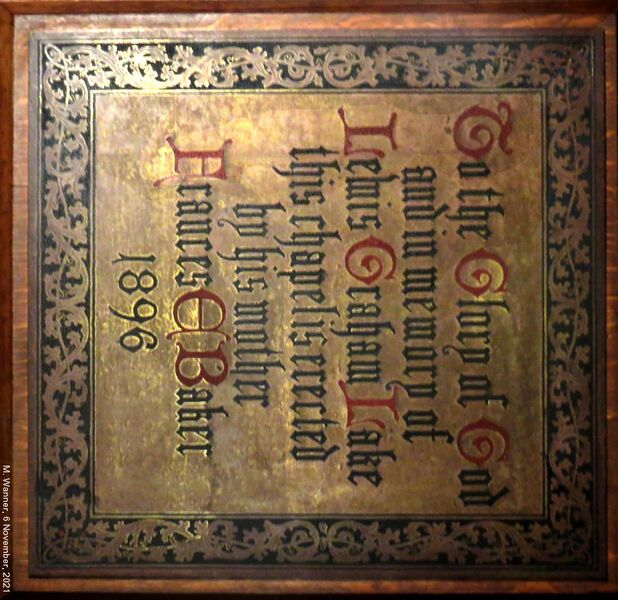 To the Glory of God
and in memory of
Lewis Graham Lake
this chapel is erected
by his mother
Frances E Baker
1896
M. Wanner, 6 November, 2021